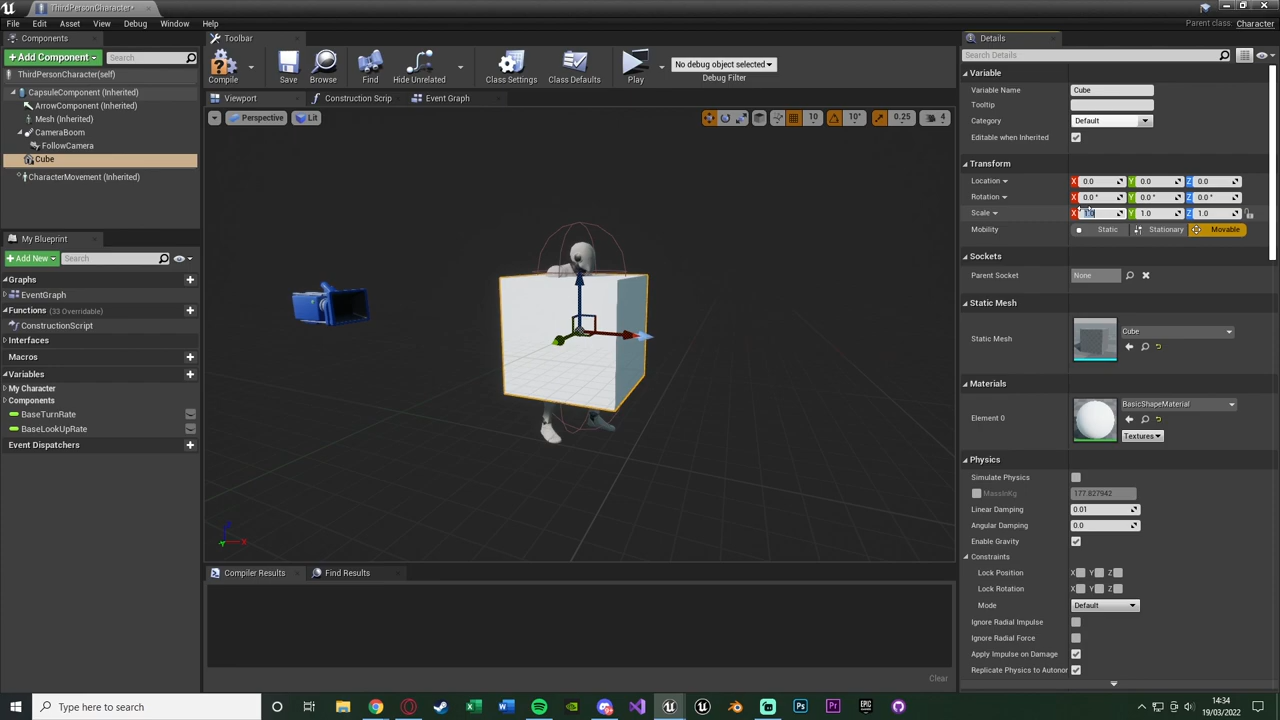 ThirdPersonCharacter*
File Edit Asset View Debug Window Help
Parent class: Character
Components
Add Component
Search
ThirdPersonCharacter(self)
CapsuleComponent (Inherited)
ArrowComponent (Inherited)
Mesh (Inherited)
CameraBoom
FollowCamera
Cube
CharacterMovement (Inherited)
My Blueprint
Add New
Search
Graphs
EventGraph
Functions (33 Overridable)
ConstructionScript
Interfaces
Macros
Variables
My Character
Components
BaseTurnRate
BaseLookUpRate
Event Dispatchers
Toolbar
Compile
Save
Browse
Find
Hide Unrelated
Class Settings
Class Defaults
Play
No debug object selected
Debug Filter
Viewport
Construction Scrip
Event Graph
Perspective
Lit
10
10°
0.25
4
Z
X
Y
Compiler Results
Find Results
Clear
Details
Search Details
Variable
Variable Name Cube
Tooltip
Category Default
Editable when Inherited
Transform
Location X 0.0 Y 0.0 Z 0.0
Rotation X 0.0 ° Y 0.0 ° Z 0.0 °
Scale X 1.0 Y 1.0 Z 1.0
Mobility Static Stationary Movable
Sockets
Parent Socket None
Static Mesh
Static Mesh Cube
Materials
Element 0 BasicShapeMaterial
Textures
Physics
Simulate Physics
MassInKg 177.827942
Linear Damping 0.01
Angular Damping 0.0
Enable Gravity
Constraints
Lock Position X Y Z
Lock Rotation X Y Z
Mode Default
Ignore Radial Impulse
Ignore Radial Force
Apply Impulse on Damage
Replicate Physics to Autonor
Type here to search
14:34
19/03/2022